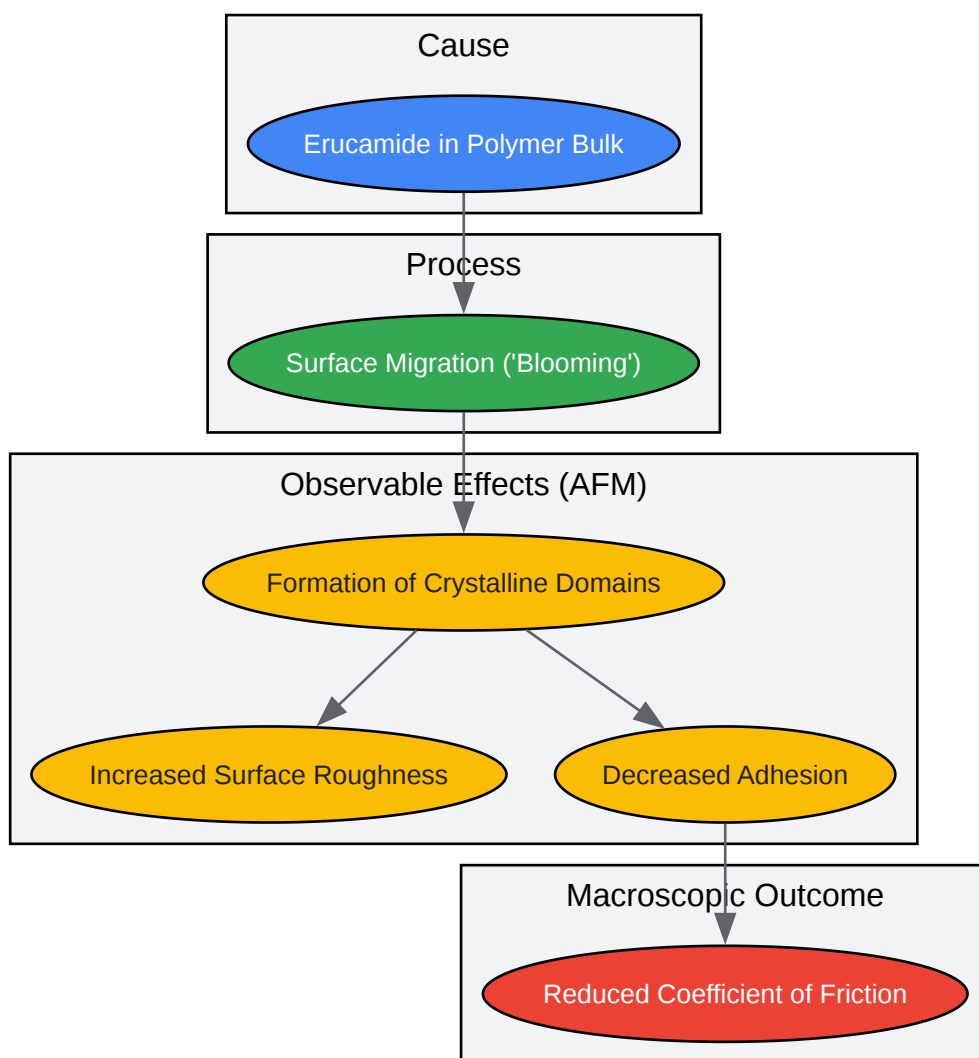 Cause
Erucamide in Polymer Bulk
Process
Surface Migration ('Blooming')
Observable Effects (AFM)
Formation of Crystalline Domains
Increased Surface Roughness
Decreased Adhesion
Macroscopic Outcome
Reduced Coefficient of Friction